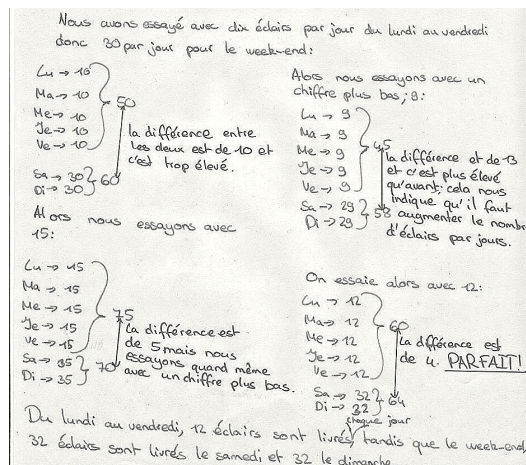 Nous avons essayé avec dix éclairs par jour du lundi au vendredi
donc 30 par jour pour le week-end:
Lu → 10
Ma → 10
Me → 10
Je → 10
Ve → 10
50
Sa → 30
Di → 30
60
la différence entre
les deux est de 10 et
c'est trop élevé.
Alors nous essayons avec un
chiffre plus bas; 9:
Lu → 9
Ma → 9
Me → 9
Je → 9
Ve → 9
45
Sa → 29
Di → 29
58
la différence et de 13
et c'est plus élevé
qu'avant; cela nous
indique qu'il faut
augmenter le nombr
d'éclairs par jours.
Alors nous essayons avec
15:
Lu → 15
Ma → 15
Me → 15
Je → 15
Ve → 15
75
Sa → 35
Di → 35
70
la différence est
de 5 mais nous
essayons quand même
avec un chiffre plus bas.
On essaie alors avec 12:
Lu → 12
Ma → 12
Me → 12
Je → 12
Ve → 12
60
Sa → 32
Di → 32
64
la différence est
de 4. PARFAIT!
chaque jour
Du lundi au vendredi, 12 éclairs sont livrés, tandis que le week-end,
32 éclairs sont livrés le samedi et 32 le dimanche